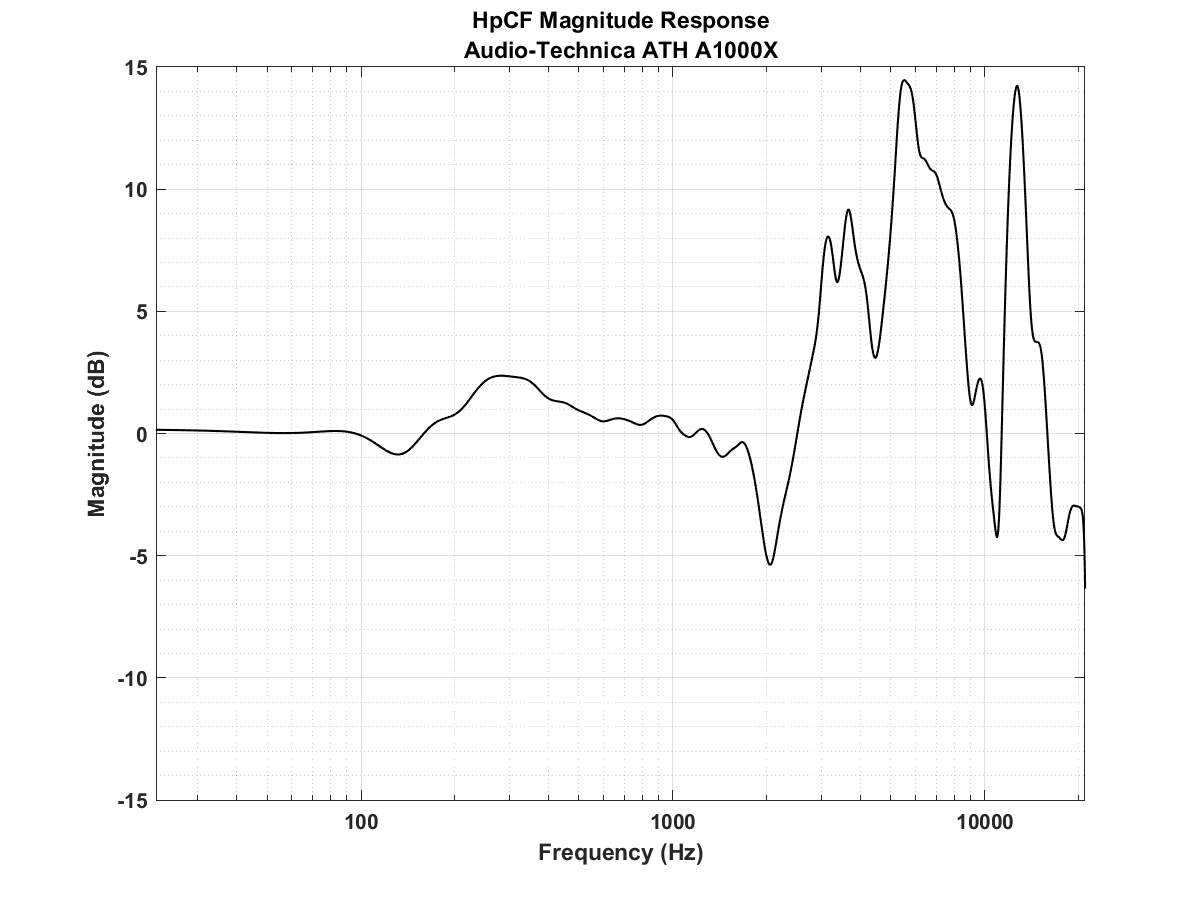 HpCF Magnitude Response
Audio-Technica ATH A1000X
15
10
5
0
-5
-10
-15
Magnitude (dB)
100
1000
10000
Frequency (Hz)